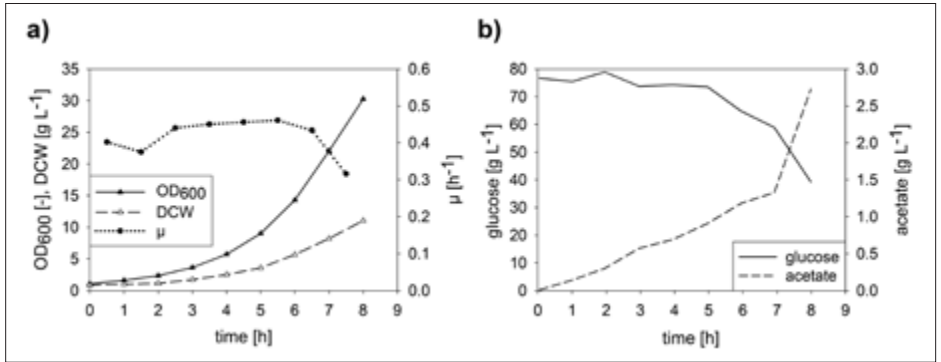 a)
35
30
25
20
15
10
5
0
OD600 [-], DCW [g L-1]
0.6
0.5
0.4
0.3
0.2
0.1
0.0
µ [h-1]
OD600
DCW
µ
0 1 2 3 4 5 6 7 8 9
time [h]
b)
80
70
60
50
40
30
20
10
0
glucose [g L-1]
3.0
2.5
2.0
1.5
1.0
0.5
0.0
acetate [g L-1]
glucose
acetate
0 1 2 3 4 5 6 7 8 9
time [h]